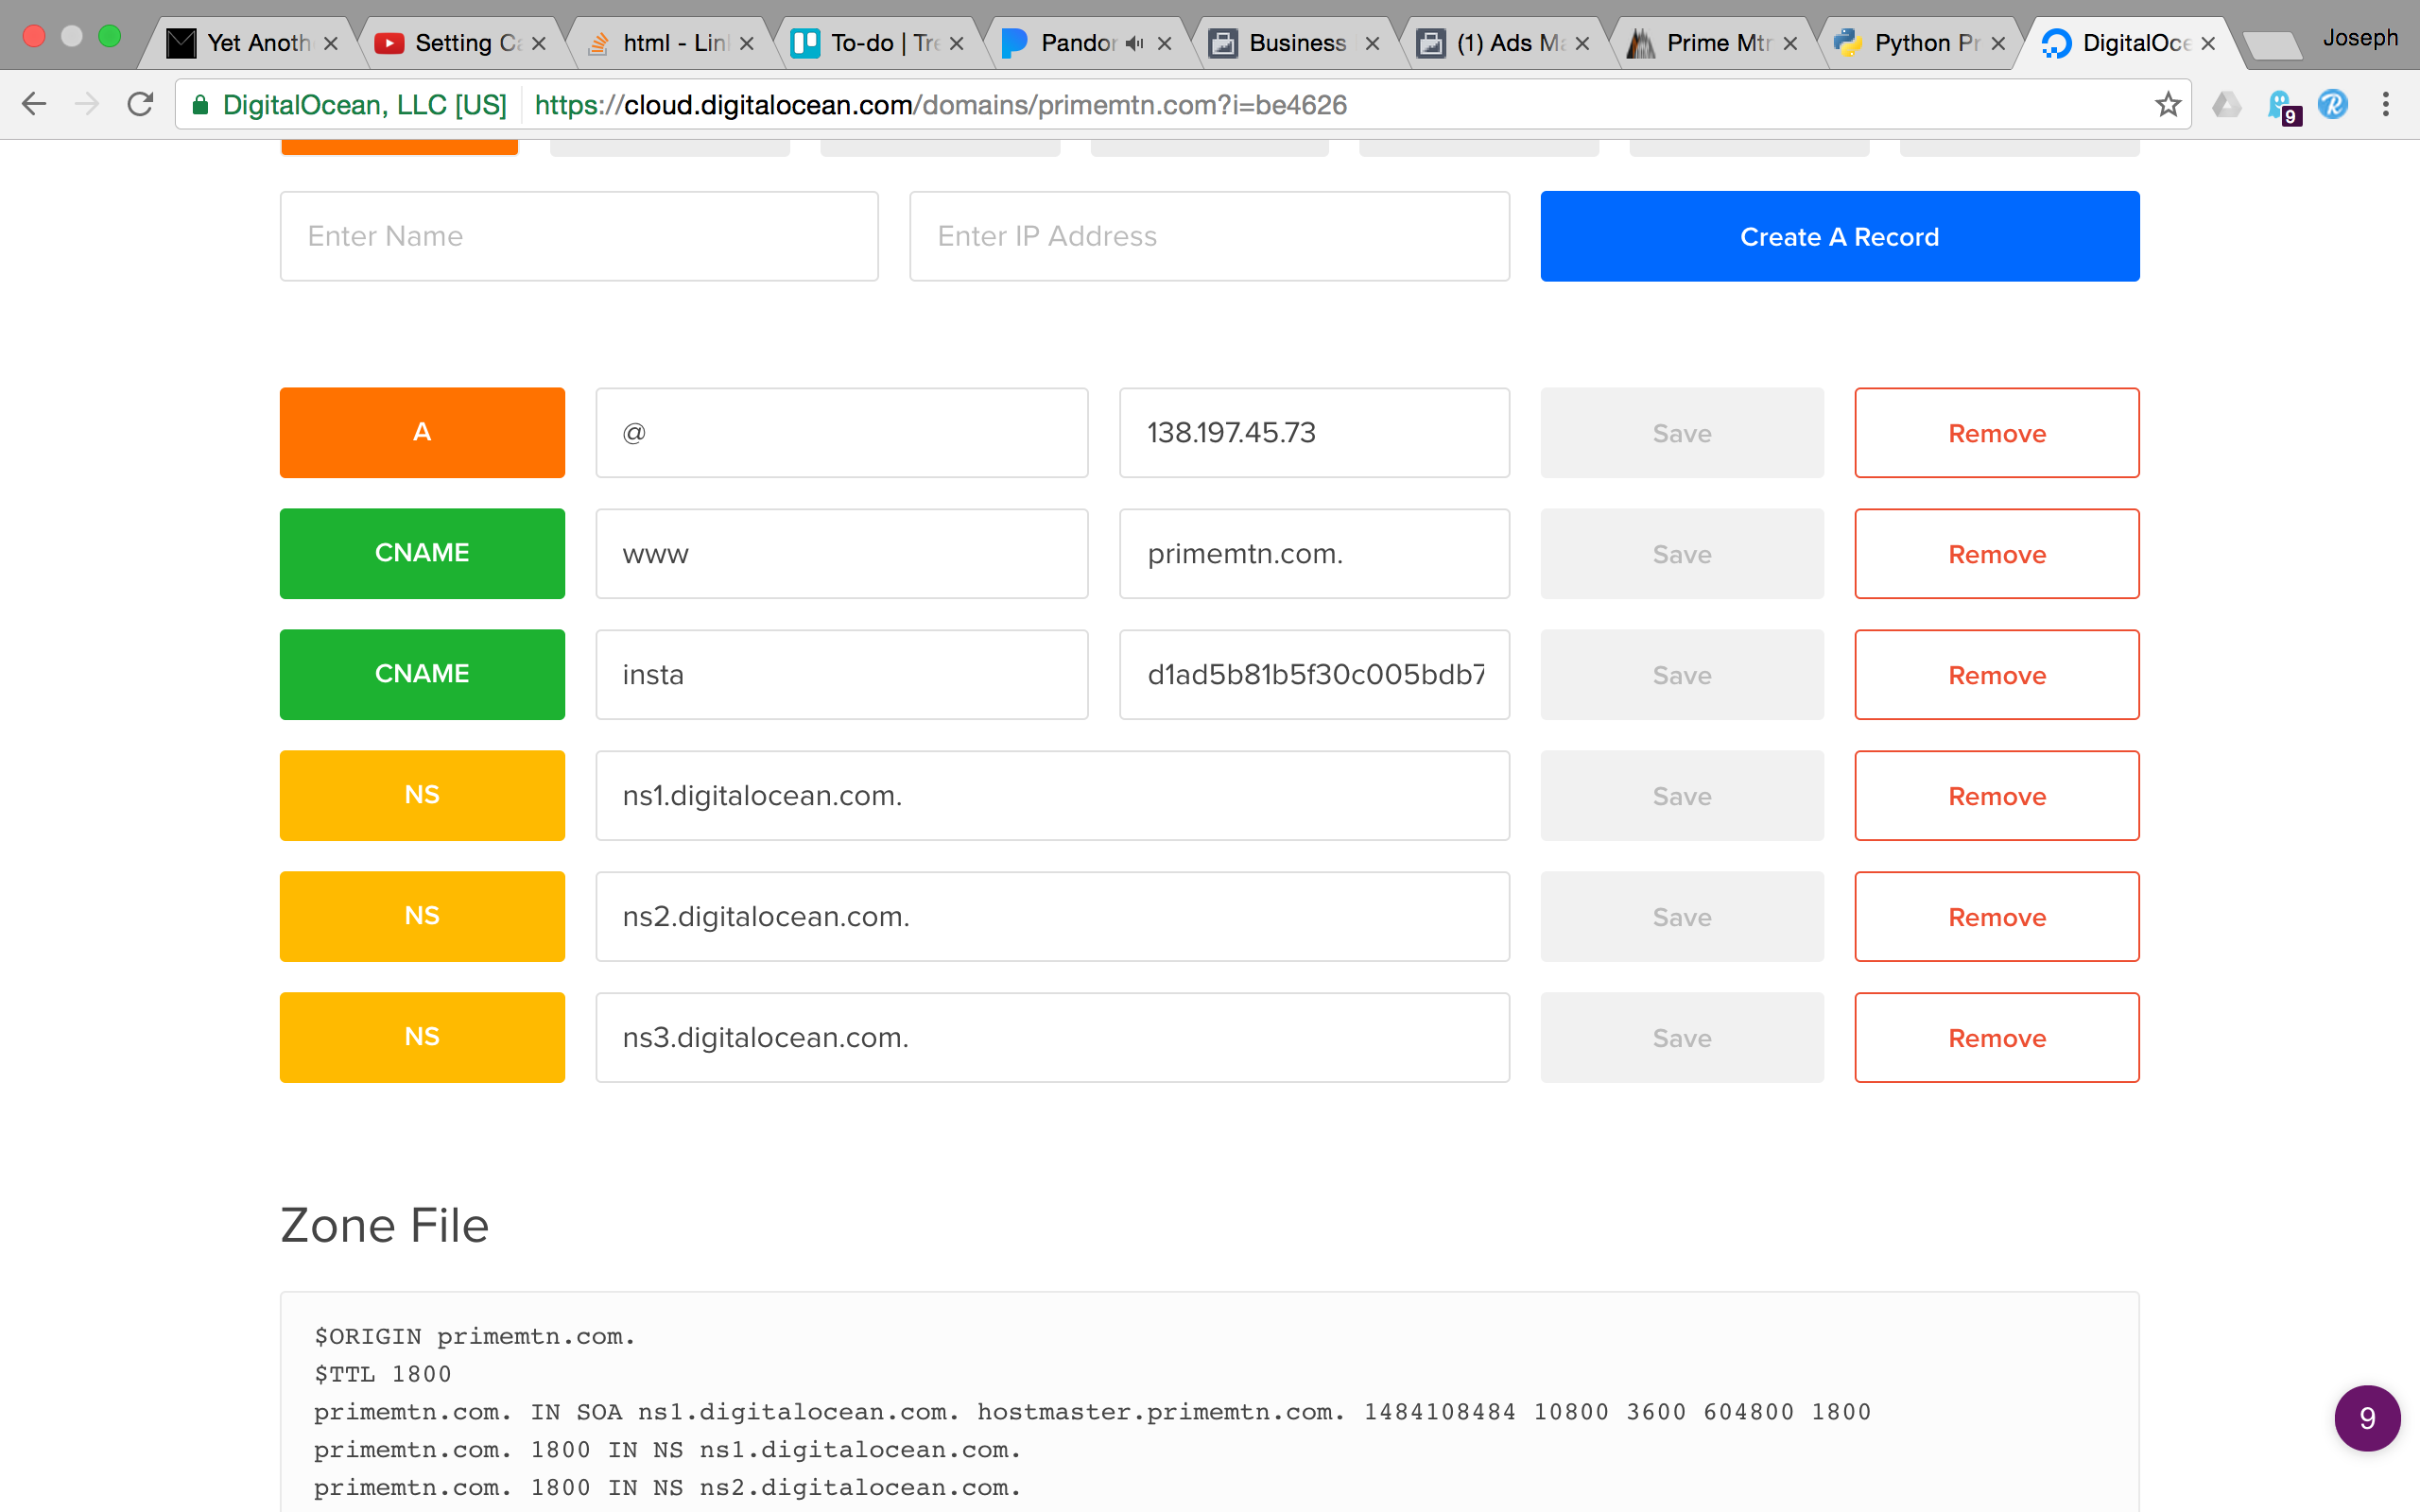 Yet Anoth
Setting Ca
html - Lin
To-do | Tre
Pandor
Business
(1) Ads Ma
Prime Mtr
Python Pr
DigitalOce
Joseph
DigitalOcean, LLC [US] https://cloud.digitalocean.com/domains/primemtn.com?i=be4626
9
Enter Name Enter IP Address Create A Record
A @ 138.197.45.73 Save Remove
CNAME www primemtn.com. Save Remove
CNAME insta d1ad5b81b5f30c005bdb7 Save Remove
NS ns1.digitalocean.com. Save Remove
NS ns2.digitalocean.com. Save Remove
NS ns3.digitalocean.com. Save Remove
Zone File
$ORIGIN primemtn.com.
$TTL 1800
primemtn.com. IN SOA ns1.digitalocean.com. hostmaster.primemtn.com. 1484108484 10800 3600 604800 1800
primemtn.com. 1800 IN NS ns1.digitalocean.com.
primemtn.com. 1800 IN NS ns2.digitalocean.com.
9